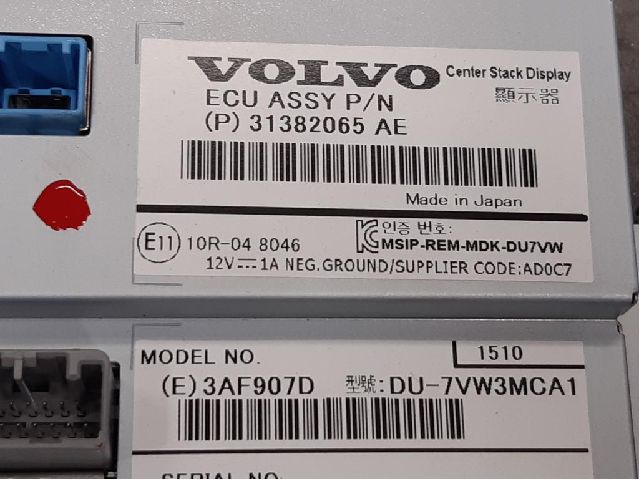 VOLVO Center Stack Display
ECU ASSY P/N 顯示器
(P) 31382065 AE
Made in Japan
E11 10R-04 8046 인증 번호:
MSIP-REM-MDK-DU7VW
12V⎓1A NEG.GROUND/SUPPLIER CODE:AD0C7
MODEL NO. 1510
(E) 3AF907D 型號:DU-7VW3MCA1
SERIAL NO.